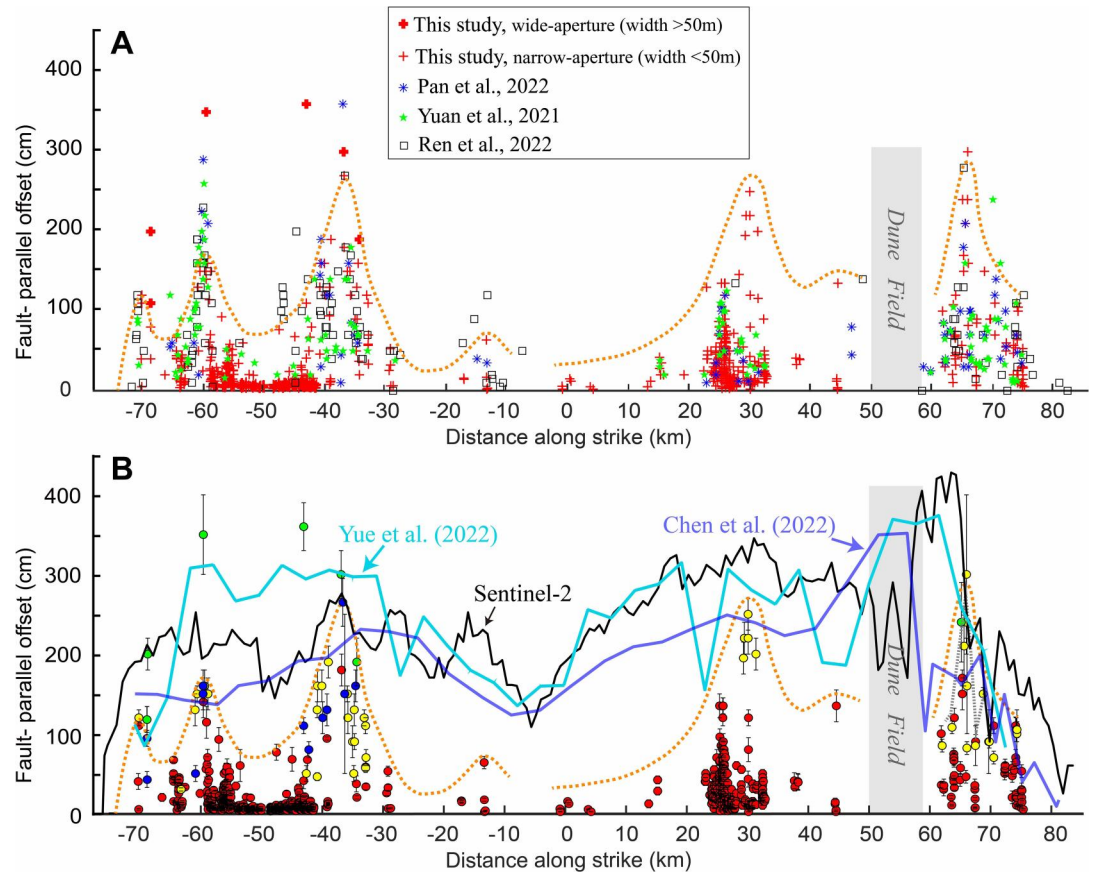 A
This study, wide-aperture (width >50m)
This study, narrow-aperture (width <50m)
Pan et al., 2022
Yuan et al., 2021
Ren et al., 2022
Fault- parallel offset (cm)
400
300
200
100
0
Dune Field
-70 -60 -50 -40 -30 -20 -10 0 10 20 30 40 50 60 70 80
Distance along strike (km)
B
Fault- parallel offset (cm)
400
300
200
100
0
Yue et al. (2022)
Chen et al. (2022)
Sentinel-2
Dune Field
-70 -60 -50 -40 -30 -20 -10 0 10 20 30 40 50 60 70 80
Distance along strike (km)